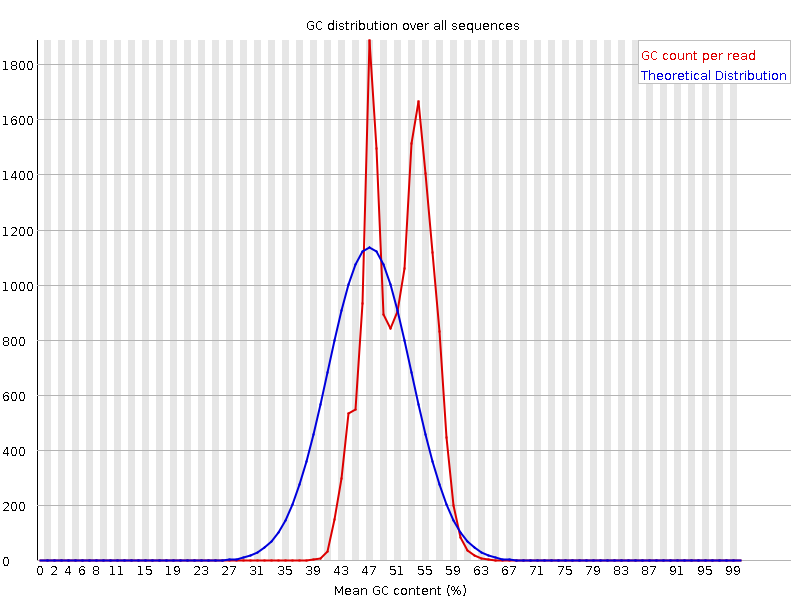 GC distribution over all sequences
GC count per read
Theoretical Distribution
1800
1600
1400
1200
1000
800
600
400
200
0
0 2 4 6 8 11 15 19 23 27 31 35 39 43 47 51 55 59 63 67 71 75 79 83 87 91 95 99
Mean GC content (%)